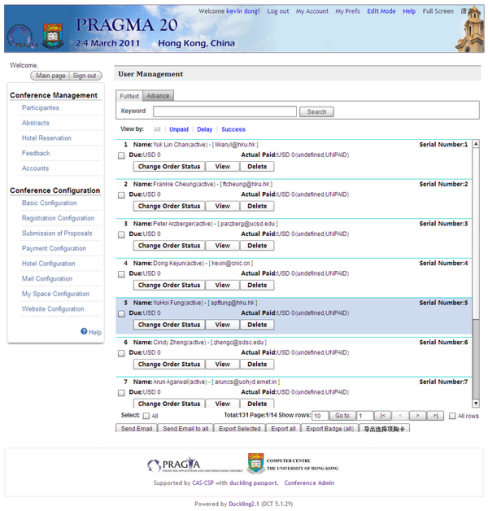 Welcome kevin dong! Log out My Account My Prefs Edit Mode Help Full Screen
PRAGMA 20
2-4 March 2011 Hong Kong, China
Welcome,
Main page Sign out
Conference Management
Participantes
Abstracts
Hotel Reservation
Feedback
Accounts
Conference Configuration
Basic Configuration
Registration Configuration
Submission of Proposals
Payment Configuration
Hotel Configuration
Mail Configuration
My Space Configuration
Website Configuration
Help
User Management
Fulltext Advance
Keyword Search
View by: All | Unpaid | Delay | Success
1 Name:Yuk Lin Chan(active) - [ lilianyl@hku.hk ] Serial Number:1
Due:USD 0 Actual Paid:USD 0(undefined,UNPAID)
Change Order Status View Delete
2 Name:Frankie Cheung(active) - [ ftcheung@hku.hk ] Serial Number:2
Due:USD 0 Actual Paid:USD 0(undefined,UNPAID)
Change Order Status View Delete
3 Name:Peter Arzberger(active) - [ parzberg@ucsd.edu ] Serial Number:3
Due:USD 0 Actual Paid:USD 0(undefined,UNPAID)
Change Order Status View Delete
4 Name:Dong Kejun(active) - [ kevin@cnic.cn ] Serial Number:4
Due:USD 0 Actual Paid:USD 0(undefined,UNPAID)
Change Order Status View Delete
5 Name:YuHoi Fung(active) - [ sptfung@hku.hk ] Serial Number:5
Due:USD 0 Actual Paid:USD 0(undefined,UNPAID)
Change Order Status View Delete
6 Name:Cindy Zheng(active) - [ zhengc@sdsc.edu ] Serial Number:6
Due:USD 0 Actual Paid:USD 0(undefined,UNPAID)
Change Order Status View Delete
7 Name:Arun Agarwal(active) - [ aruncs@uohyd.ernet.in ] Serial Number:7
Due:USD 0 Actual Paid:USD 0(undefined,UNPAID)
Change Order Status View Delete
Select: All Total:131 Page:1/14 Show rows: 10 Go to 1 |< < > >| All rows
Send Email Send Email to all Export Selected Export all Export Badge (all) 导出选择项胸卡
PRAGMA COMPUTER CENTRE
THE UNIVERSITY OF HONG KONG
Supported by CAS-CSP with duckling passport. Conference Admin
Powered by Duckling2.1 (DCT 5.1.29)